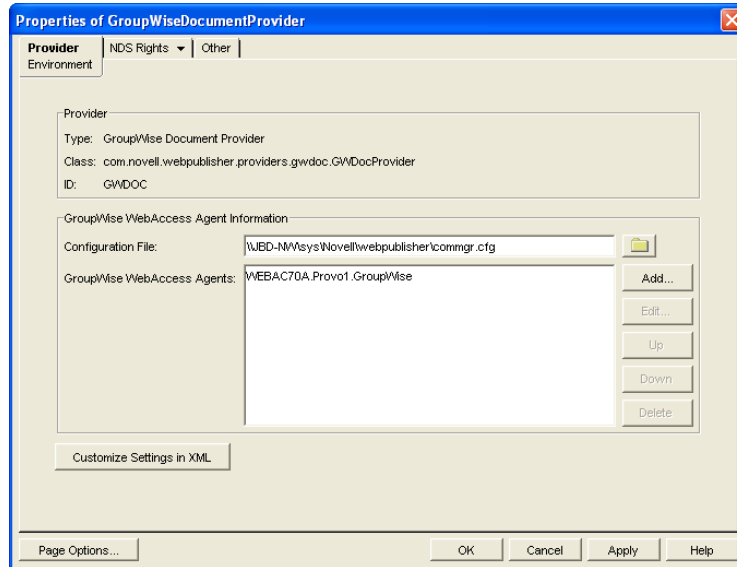 Properties of GroupWiseDocumentProvider
Provider NDS Rights Other
Environment
Provider
Type: GroupWise Document Provider
Class: com.novell.webpublisher.providers.gwdoc.GWDocProvider
ID: GWDOC
GroupWise WebAccess Agent Information
Configuration File: \\JBD-NW\sys\Novell\webpublisher\commgr.cfg
GroupWise WebAccess Agents: WEBAC70A.Provo1.GroupWise
Add...
Edit...
Up
Down
Delete
Customize Settings in XML
Page Options... OK Cancel Apply Help